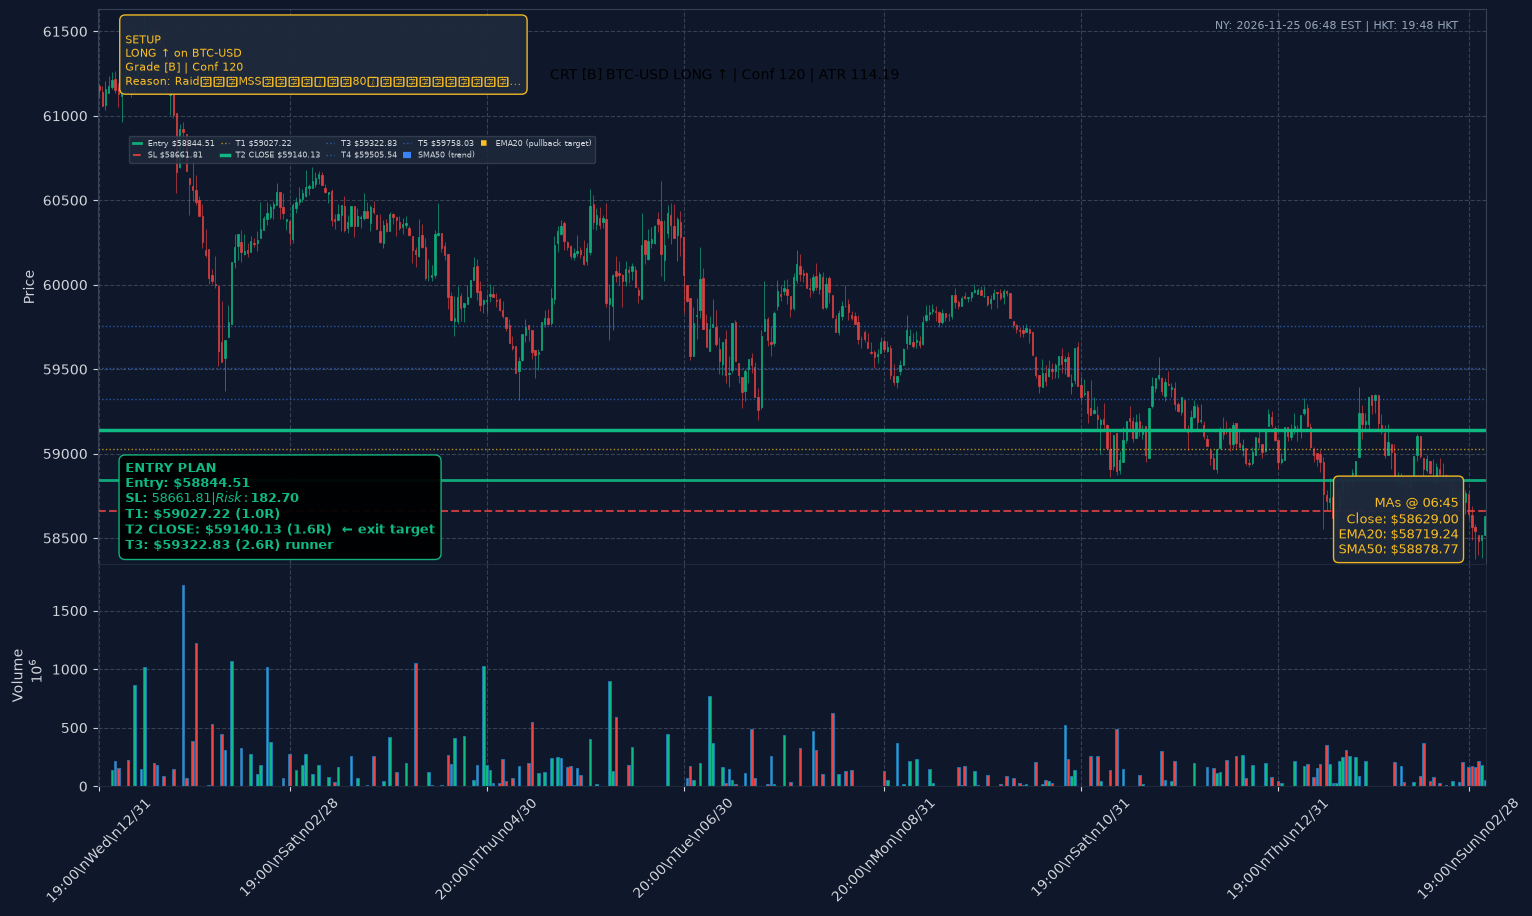 NY: 2026-11-25 06:48 EST | HKT: 19:48 HKT
SETUP
LONG ↑ on BTC-USD
Grade [B] | Conf 120
Reason: Raid MSS 80 ...
CRT [B] BTC-USD LONG ↑ | Conf 120 | ATR 114.19
Entry $58844.51
SL $58661.81
T1 $59027.22
T2 CLOSE $59140.13
T3 $59322.83
T4 $59505.54
T5 $59758.03
SMA50 (trend)
EMA20 (pullback target)
Price
61500
61000
60500
60000
59500
59000
58500
ENTRY PLAN
Entry: $58844.51
SL: 58661.81|Risk:182.70
T1: $59027.22 (1.0R)
T2 CLOSE: $59140.13 (1.6R) ← exit target
T3: $59322.83 (2.6R) runner
MAs @ 06:45
Close: $58629.00
EMA20: $58719.24
SMA50: $58878.77
Volume
10⁶
1500
1000
500
0
19:00\nWed\n12/31
19:00\nSat\n02/28
20:00\nThu\n04/30
20:00\nTue\n06/30
20:00\nMon\n08/31
19:00\nSat\n10/31
19:00\nThu\n12/31
19:00\nSun\n02/28